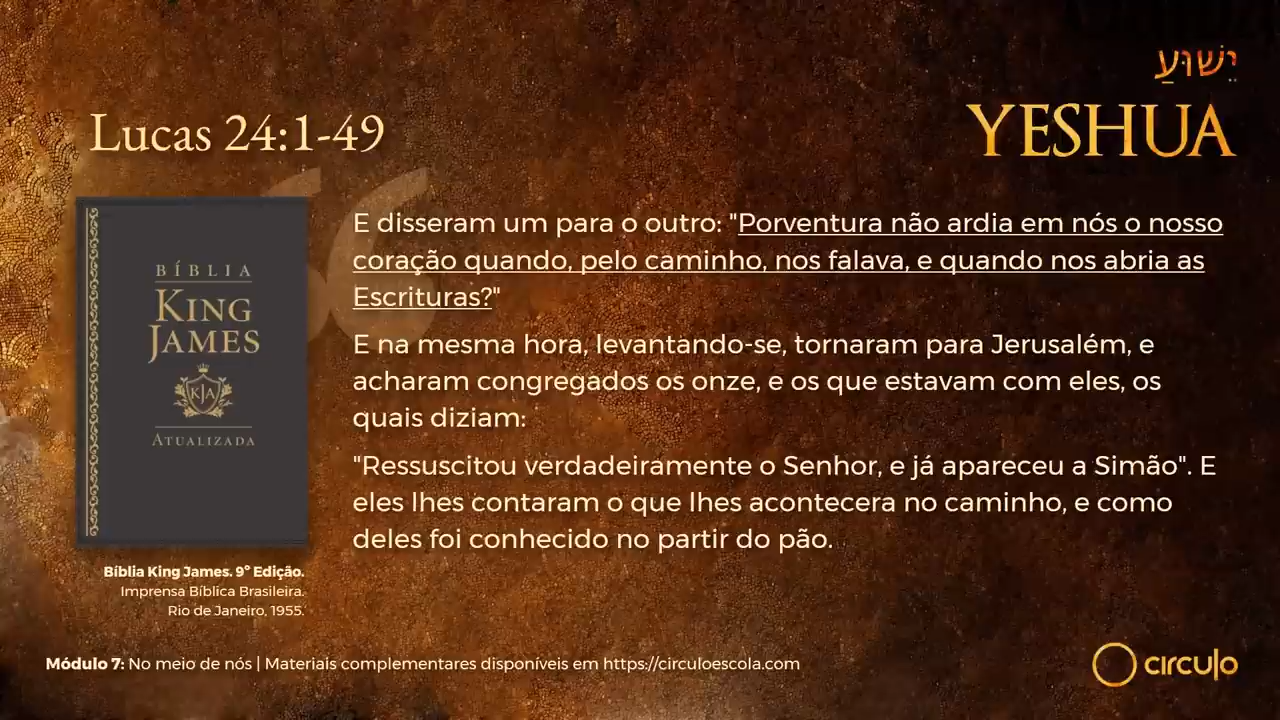 יֵשׁוּעַ
YESHUA
Lucas 24:1-49
BÍBLIA
KING
JAMES
KJA
ATUALIZADA
E disseram um para o outro: "Porventura não ardia em nós o nosso
coração quando, pelo caminho, nos falava, e quando nos abria as
Escrituras?"
E na mesma hora, levantando-se, tornaram para Jerusalém, e
acharam congregados os onze, e os que estavam com eles, os
quais diziam:
"Ressuscitou verdadeiramente o Senhor, e já apareceu a Simão". E
eles lhes contaram o que lhes acontecera no caminho, e como
deles foi conhecido no partir do pão.
Bíblia King James. 9º Edição.
Imprensa Bíblica Brasileira.
Rio de Janeiro, 1955.
Módulo 7: No meio de nós | Materiais complementares disponíveis em https://circuloescola.com
circulo